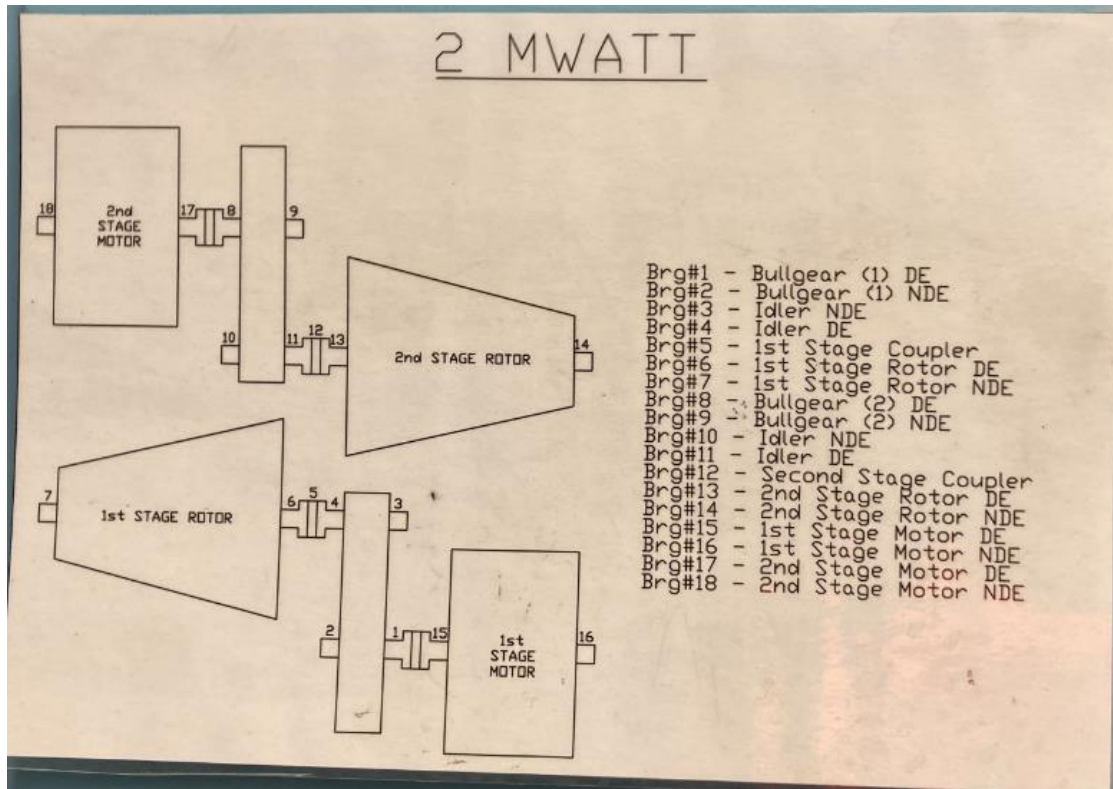 2 MWATT
18
2nd
STAGE
MOTOR
17
8
9
10
11
12
13
2nd STAGE ROTOR
14
7
1st STAGE ROTOR
6
5
4
3
2
1
15
1st
STAGE
MOTOR
16
Brg#1 - Bullgear (1) DE
Brg#2 - Bullgear (1) NDE
Brg#3 - Idler NDE
Brg#4 - Idler DE
Brg#5 - 1st Stage Coupler
Brg#6 - 1st Stage Rotor DE
Brg#7 - 1st Stage Rotor NDE
Brg#8 - Bullgear (2) DE
Brg#9 - Bullgear (2) NDE
Brg#10 - Idler NDE
Brg#11 - Idler DE
Brg#12 - Second Stage Coupler
Brg#13 - 2nd Stage Rotor DE
Brg#14 - 2nd Stage Rotor NDE
Brg#15 - 1st Stage Motor DE
Brg#16 - 1st Stage Motor NDE
Brg#17 - 2nd Stage Motor DE
Brg#18 - 2nd Stage Motor NDE